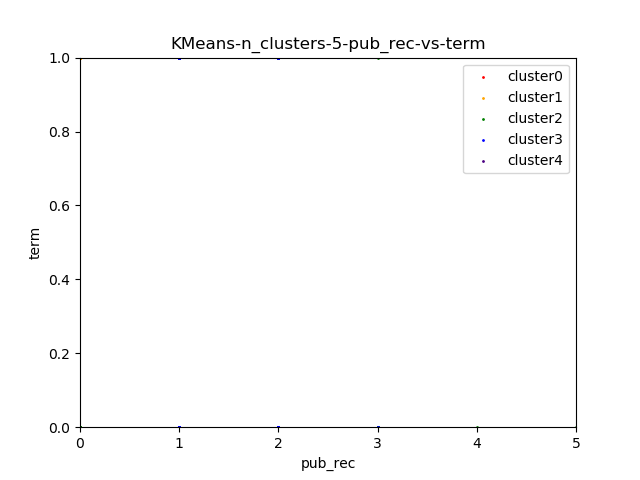 KMeans-n_clusters-5-pub_rec-vs-term
1.0
0.8
0.6
0.4
0.2
0.0
term
cluster0
cluster1
cluster2
cluster3
cluster4
0 1 2 3 4 5
pub_rec